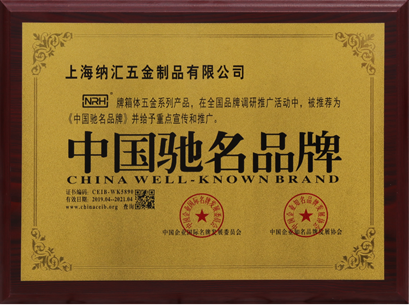 上海纳汇五金制品有限公司
NRH 牌箱体五金系列产品，在全国品牌调研推广活动中，被推荐为
《中国驰名品牌》并给予重点宣传和推广。
中国驰名品牌
CHINA WELL-KNOWN BRAND
证书编码: CEIB-WK5890
有效日期: 2019.04-2021.04
www.chinaceib.org 查询
中国企业国际名牌发展委员会
中国企业名牌发展协会